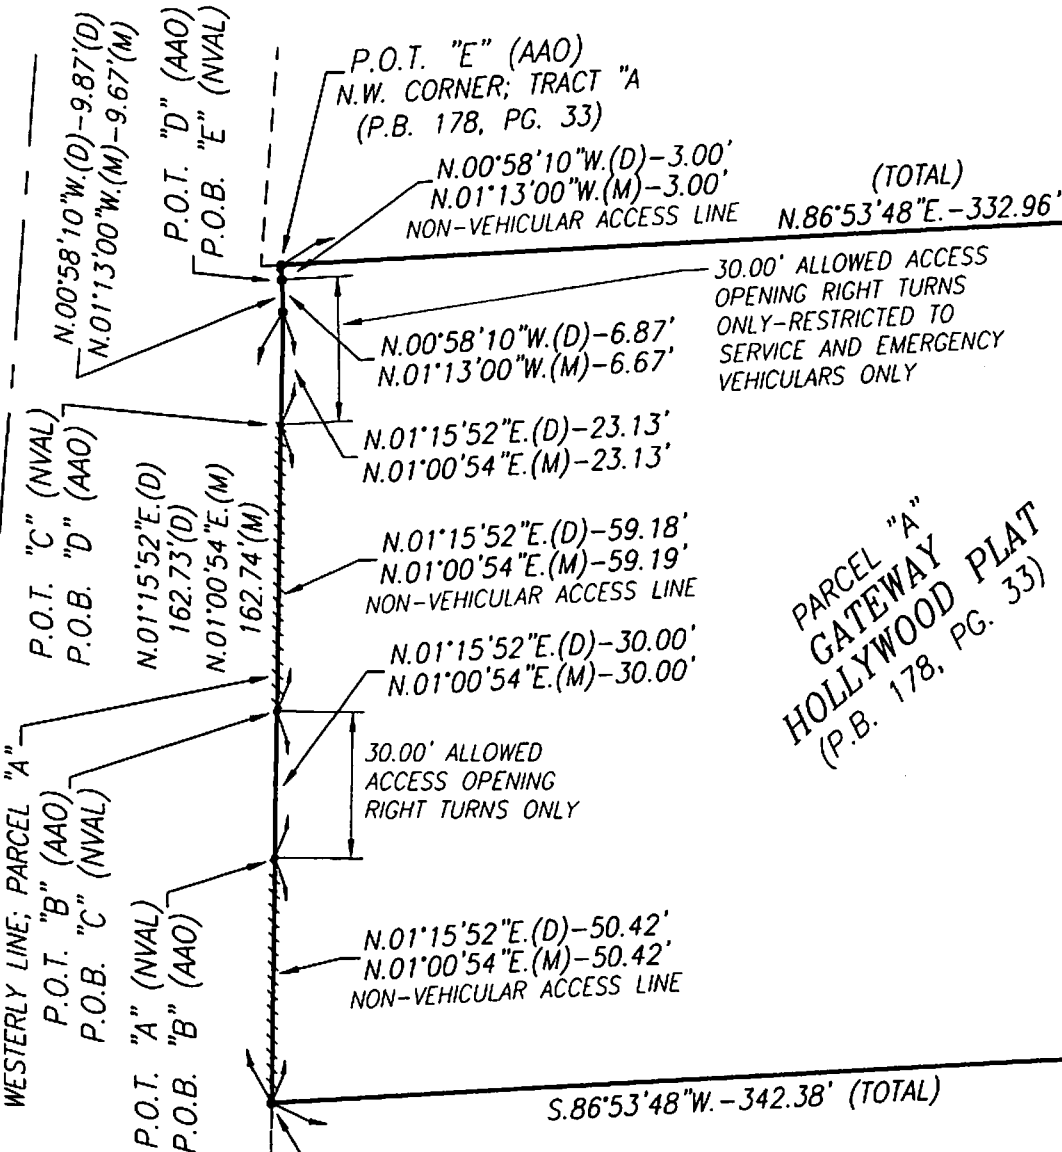 N.00°58'10"W.(D)-9.87'(D)
N.01°13'00"W.(M)-9.67'(M)
P.O.T. "D" (AAO)
P.O.B. "E" (NVAL)
P.O.T. "E" (AAO)
N.W. CORNER; TRACT "A
(P.B. 178, PG. 33)
N.00°58'10"W.(D)-3.00'
N.01°13'00"W.(M)-3.00'
NON-VEHICULAR ACCESS LINE
(TOTAL)
N.86°53'48"E.-332.96'
30.00' ALLOWED ACCESS
OPENING RIGHT TURNS
ONLY-RESTRICTED TO
SERVICE AND EMERGENCY
VEHICULARS ONLY
N.00°58'10"W.(D)-6.87'
N.01°13'00"W.(M)-6.67'
N.01°15'52"E.(D)-23.13'
N.01°00'54"E.(M)-23.13'
P.O.T. "C" (NVAL)
P.O.B. "D" (AAO)
N.01°15'52"E.(D)
162.73'(D)
N.01°00'54"E.(M)
162.74'(M)
N.01°15'52"E.(D)-59.18'
N.01°00'54"E.(M)-59.19'
NON-VEHICULAR ACCESS LINE
PARCEL "A"
GATEWAY
HOLLYWOOD PLAT
(P.B. 178, PG. 33)
N.01°15'52"E.(D)-30.00'
N.01°00'54"E.(M)-30.00'
30.00' ALLOWED
ACCESS OPENING
RIGHT TURNS ONLY
WESTERLY LINE; PARCEL "A"
P.O.T. "B" (AAO)
P.O.B. "C" (NVAL)
P.O.T. "A" (NVAL)
P.O.B. "B" (AAO)
N.01°15'52"E.(D)-50.42'
N.01°00'54"E.(M)-50.42'
NON-VEHICULAR ACCESS LINE
S.86°53'48"W.-342.38' (TOTAL)